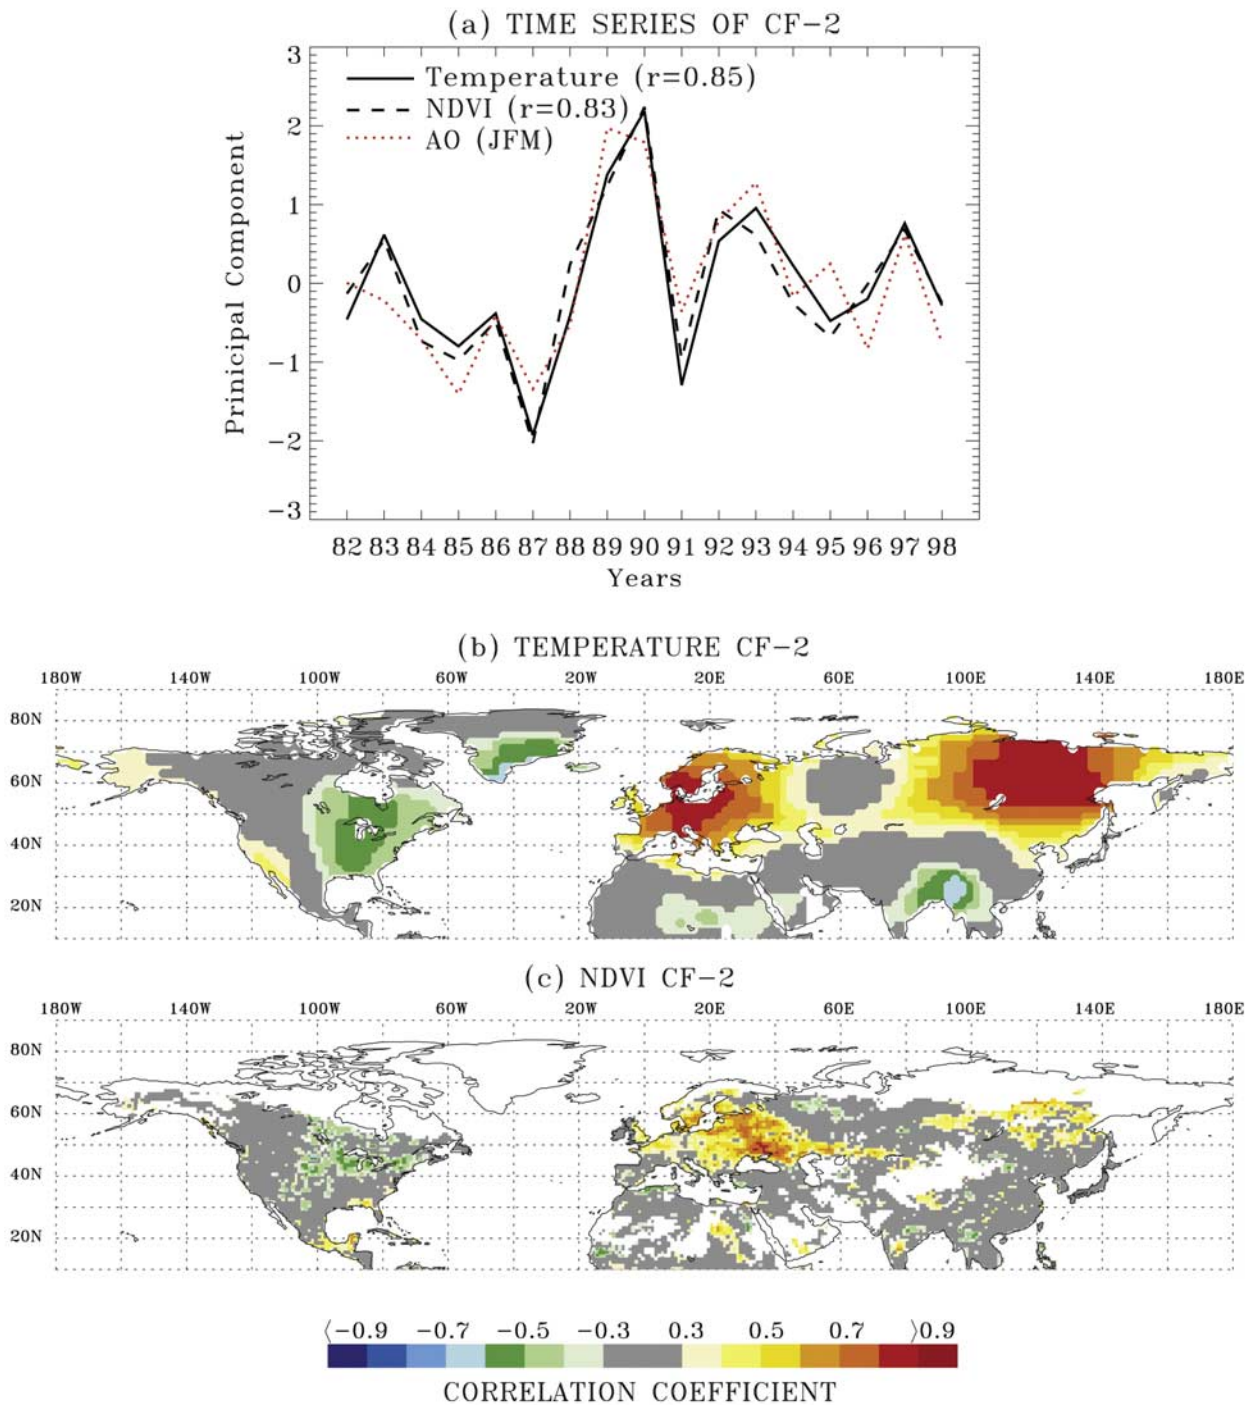 (a) TIME SERIES OF CF-2
3
Temperature (r=0.85)
NDVI (r=0.83)
2
AO (JFM)
1
Prinicipal Component
0
-1
-2
-3
82 83 84 85 86 87 88 89 90 91 92 93 94 95 96 97 98
Years
(b) TEMPERATURE CF-2
180W 140W 100W 60W 20W 20E 60E 100E 140E 180E
80N
60N
40N
20N
(c) NDVI CF-2
180W 140W 100W 60W 20W 20E 60E 100E 140E 180E
80N
60N
40N
20N
⟨-0.9 -0.7 -0.5 -0.3 0.3 0.5 0.7 ⟩0.9
CORRELATION COEFFICIENT